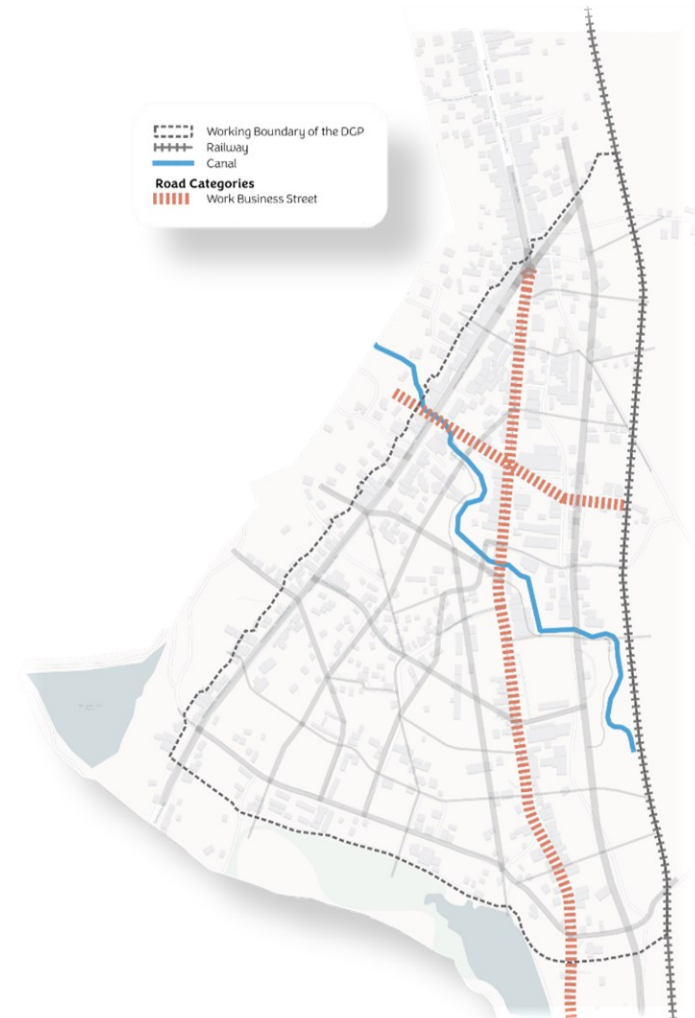 Working Boundary of the DGP
Railway
Canal
Road Categories
Work Business Street